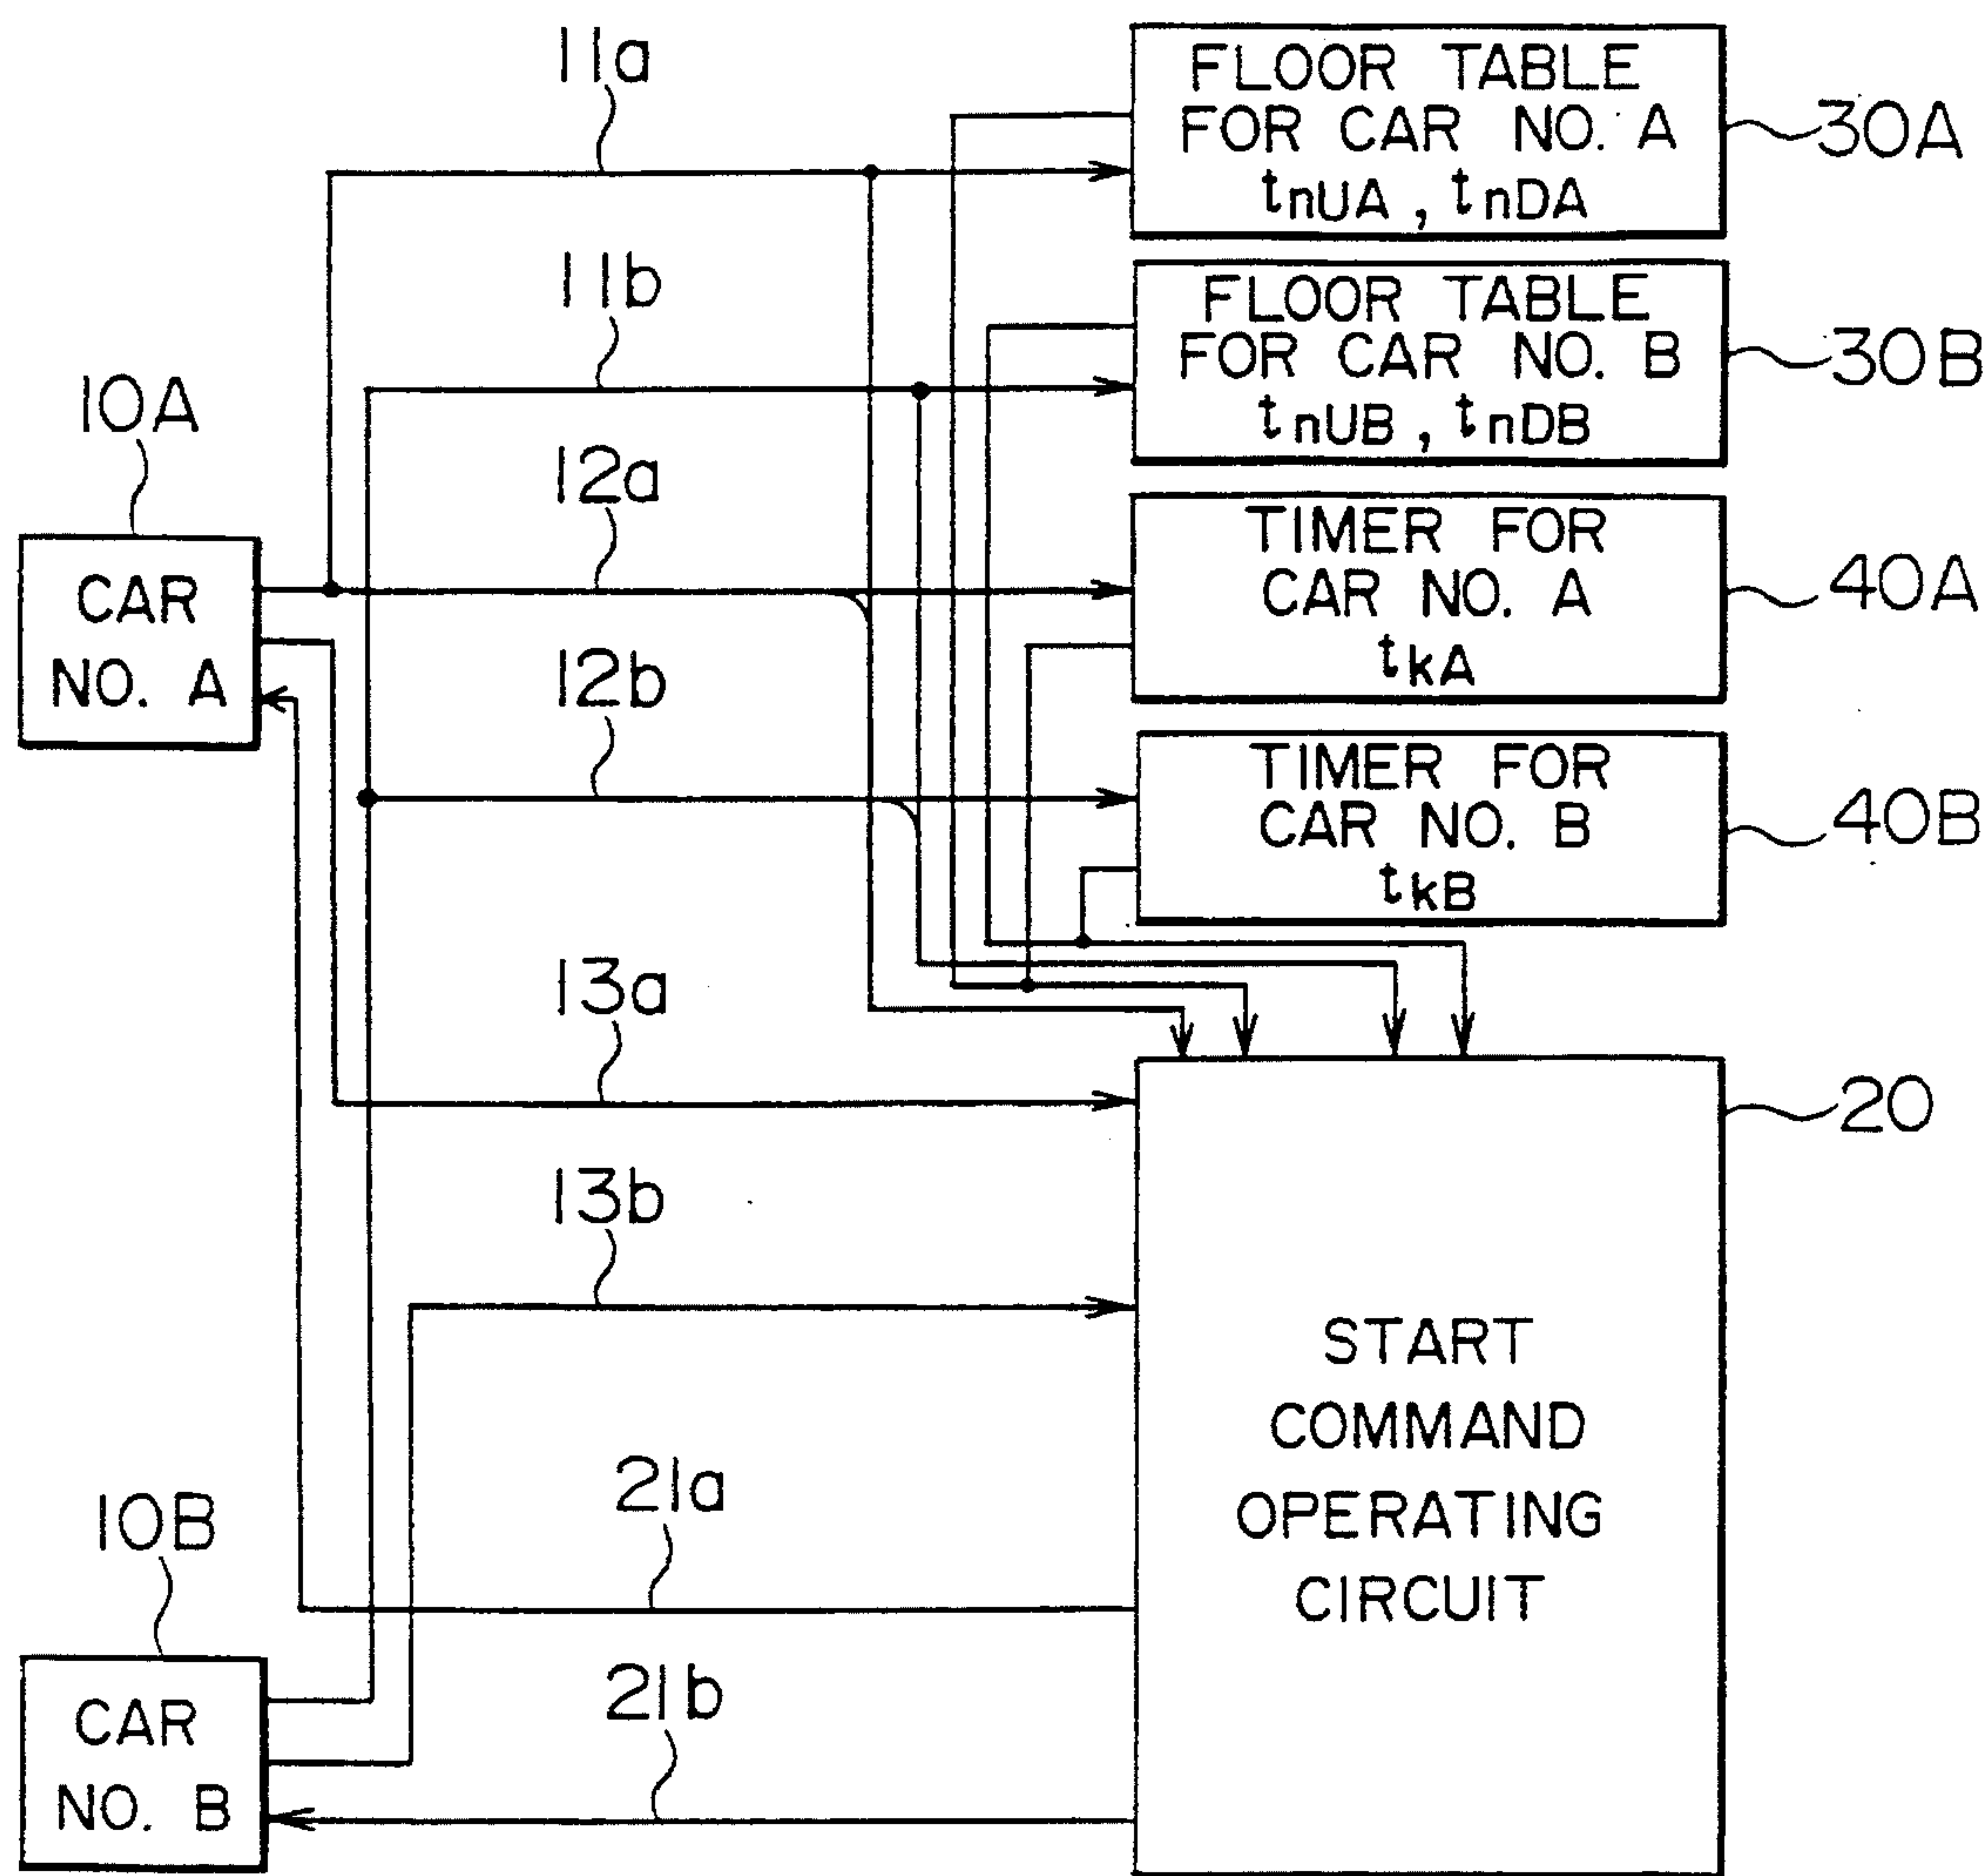 11a
FLOOR TABLE
FOR CAR NO. A
tnUA , tnDA
30A
11b
FLOOR TABLE
FOR CAR NO. B
tnUB , tnDB
30B
10A
12a
TIMER FOR
CAR NO. A
tkA
40A
CAR
NO. A
12b
TIMER FOR
CAR NO. B
tkB
40B
13a
20
13b
START
COMMAND
OPERATING
CIRCUIT
21a
10B
21b
CAR
NO. B